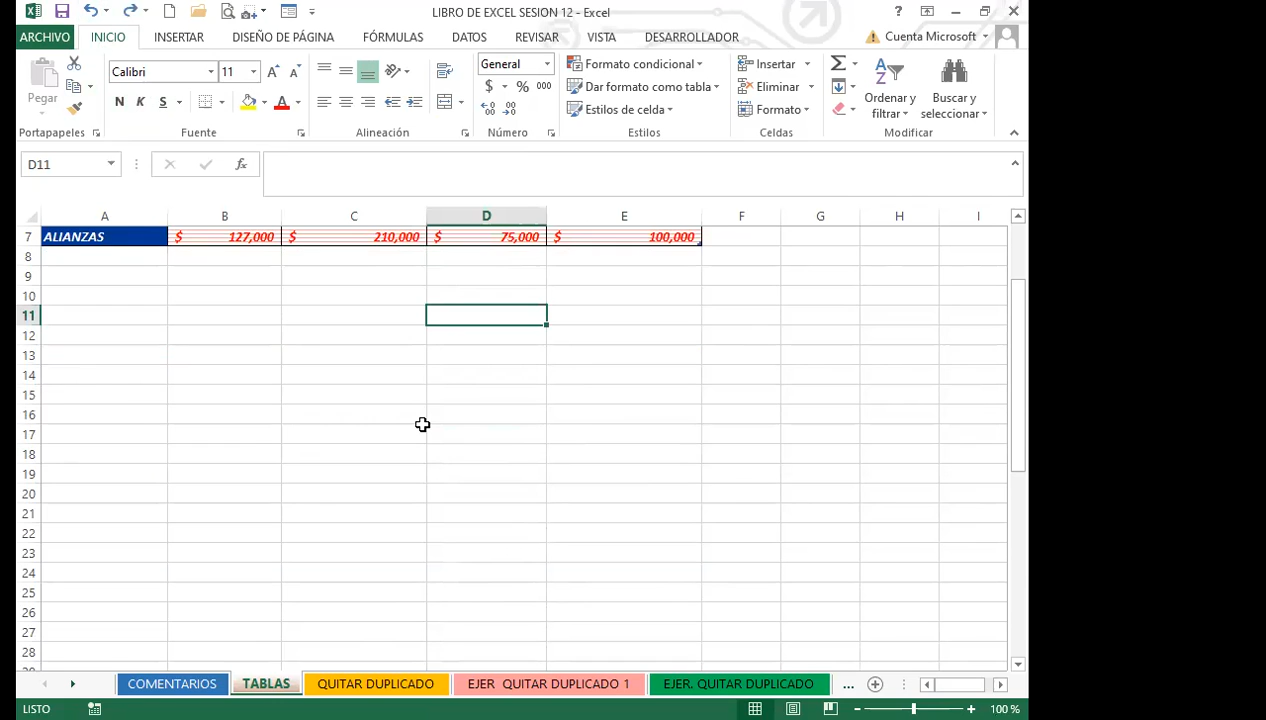 LIBRO DE EXCEL SESION 12 - Excel
ARCHIVO INICIO INSERTAR DISEÑO DE PÁGINA FÓRMULAS DATOS REVISAR VISTA DESARROLLADOR Cuenta Microsoft
Pegar
Calibri 11
N K S
General
$ % 000
Formato condicional
Dar formato como tabla
Estilos de celda
Insertar
Eliminar
Formato
Ordenar y filtrar
Buscar y seleccionar
Portapapeles Fuente Alineación Número Estilos Celdas Modificar
D11 fx
A B C D E F G H I
7 ALIANZAS $ 127,000 $ 210,000 $ 75,000 $ 100,000
8
9
10
11
12
13
14
15
16
17
18
19
20
21
22
23
24
25
26
27
28
COMENTARIOS TABLAS QUITAR DUPLICADO EJER QUITAR DUPLICADO 1 EJER. QUITAR DUPLICADO ...
LISTO 100 %